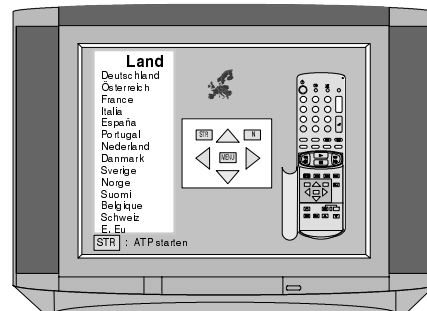 Land
Deutschland
Österreich
France
Italia
España
Portugal
Nederland
Danmark
Sverige
Norge
Suomi
Belgique
Schweiz
E. Eu
STR N
MENU
STR : ATP starten